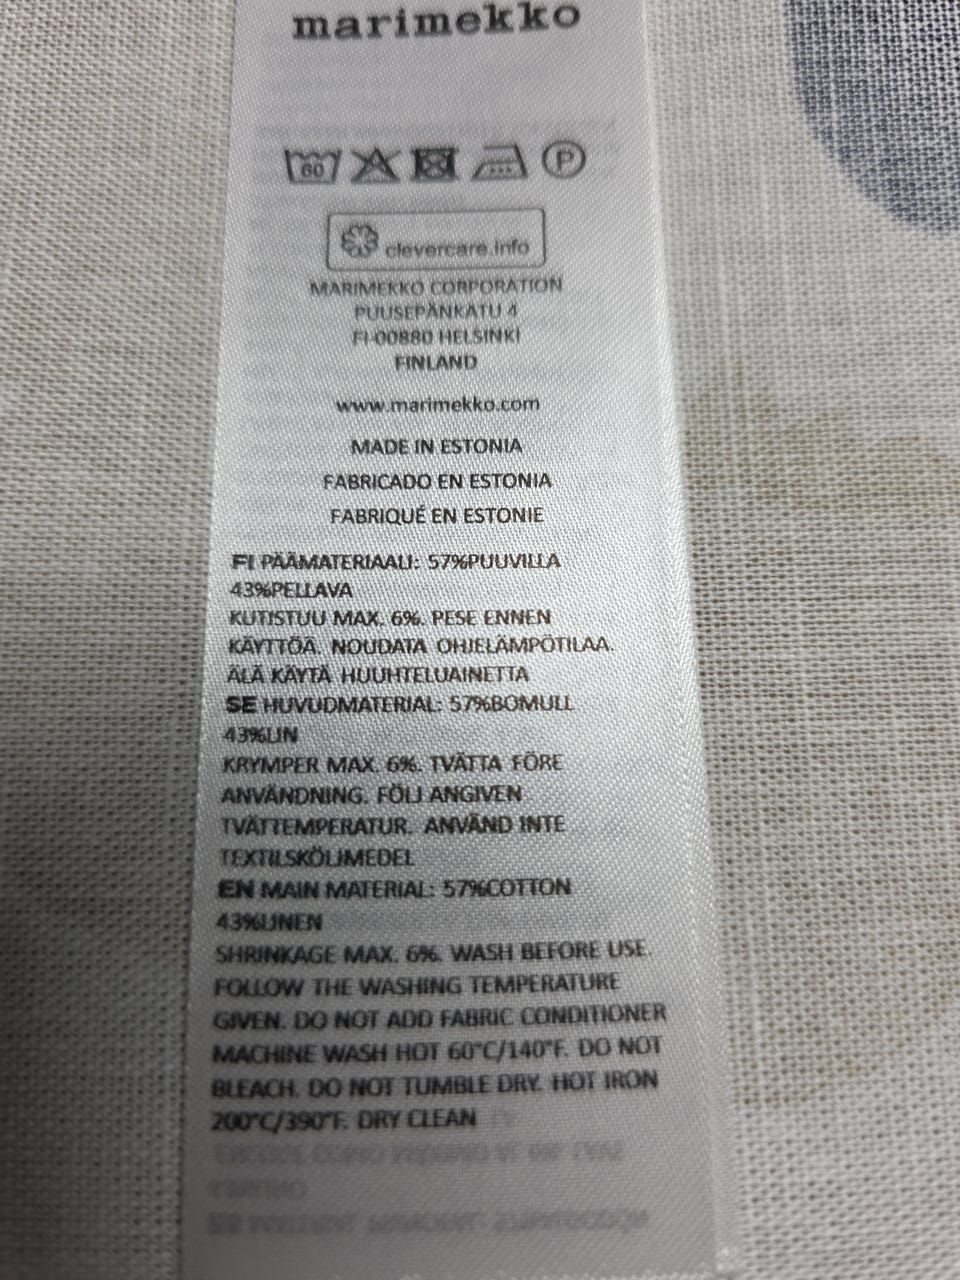 marimekko
60
P
clevercare.info
MARIMEKKO CORPORATION
PUUSEPÄNKATU 4
FI-00880 HELSINKI
FINLAND
www.marimekko.com
MADE IN ESTONIA
FABRICADO EN ESTONIA
FABRIQUÉ EN ESTONIE
FI PÄÄMATERIAALI: 57%PUUVILLA
43%PELLAVA
KUTISTUU MAX. 6%. PESE ENNEN
KÄYTTÖÄ. NOUDATA OHJELÄMPÖTILAA.
ÄLÄ KÄYTÄ HUUHTELUAINETTA
SE HUVUDMATERIAL: 57%BOMULL
43%LIN
KRYMPER MAX. 6%. TVÄTTA FÖRE
ANVÄNDNING. FÖLJ ANGIVEN
TVÄTTEMPERATUR. ANVÄND INTE
TEXTILSKÖLJMEDEL
EN MAIN MATERIAL: 57%COTTON
43%LINEN
SHRINKAGE MAX. 6%. WASH BEFORE USE.
FOLLOW THE WASHING TEMPERATURE
GIVEN. DO NOT ADD FABRIC CONDITIONER
MACHINE WASH HOT 60°C/140°F. DO NOT
BLEACH. DO NOT TUMBLE DRY. HOT IRON
200°C/390°F. DRY CLEAN